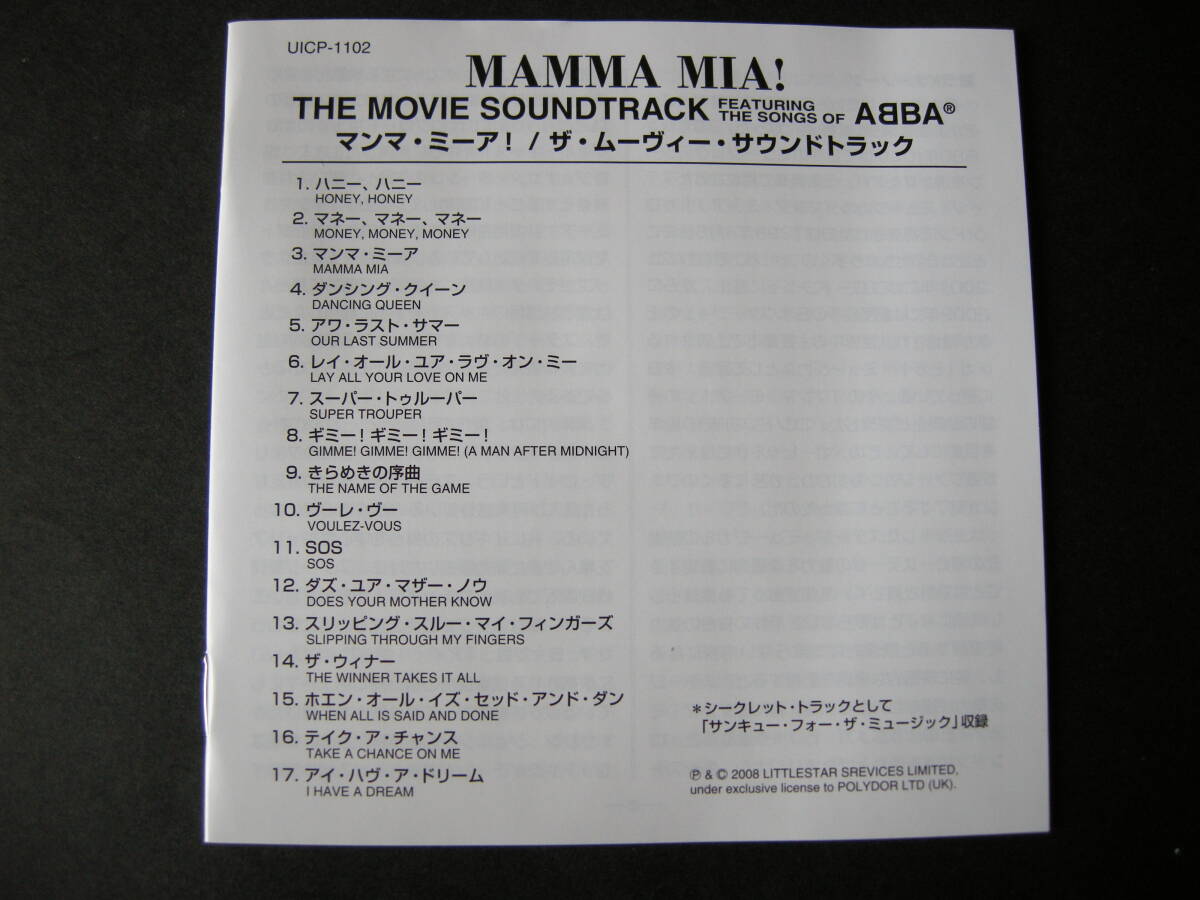 UICP-1102
MAMMA MIA!
THE MOVIE SOUNDTRACK FEATURING THE SONGS OF ABBA®
マンマ・ミーア! / ザ・ムーヴィー・サウンドトラック
1. ハニー、ハニー
HONEY, HONEY
2. マネー、マネー、マネー
MONEY, MONEY, MONEY
3. マンマ・ミーア
MAMMA MIA
4. ダンシング・クイーン
DANCING QUEEN
5. アワ・ラスト・サマー
OUR LAST SUMMER
6. レイ・オール・ユア・ラヴ・オン・ミー
LAY ALL YOUR LOVE ON ME
7. スーパー・トゥルーパー
SUPER TROUPER
8. ギミー! ギミー! ギミー!
GIMME! GIMME! GIMME! (A MAN AFTER MIDNIGHT)
9. きらめきの序曲
THE NAME OF THE GAME
10. ヴーレ・ヴー
VOULEZ-VOUS
11. SOS
SOS
12. ダズ・ユア・マザー・ノウ
DOES YOUR MOTHER KNOW
13. スリッピング・スルー・マイ・フィンガーズ
SLIPPING THROUGH MY FINGERS
14. ザ・ウィナー
THE WINNER TAKES IT ALL
15. ホエン・オール・イズ・セッド・アンド・ダン
WHEN ALL IS SAID AND DONE
16. テイク・ア・チャンス
TAKE A CHANCE ON ME
17. アイ・ハヴ・ア・ドリーム
I HAVE A DREAM
*シークレット・トラックとして
「サンキュー・フォー・ザ・ミュージック」収録
℗ & © 2008 LITTLESTAR SREVICES LIMITED,
under exclusive license to POLYDOR LTD (UK).